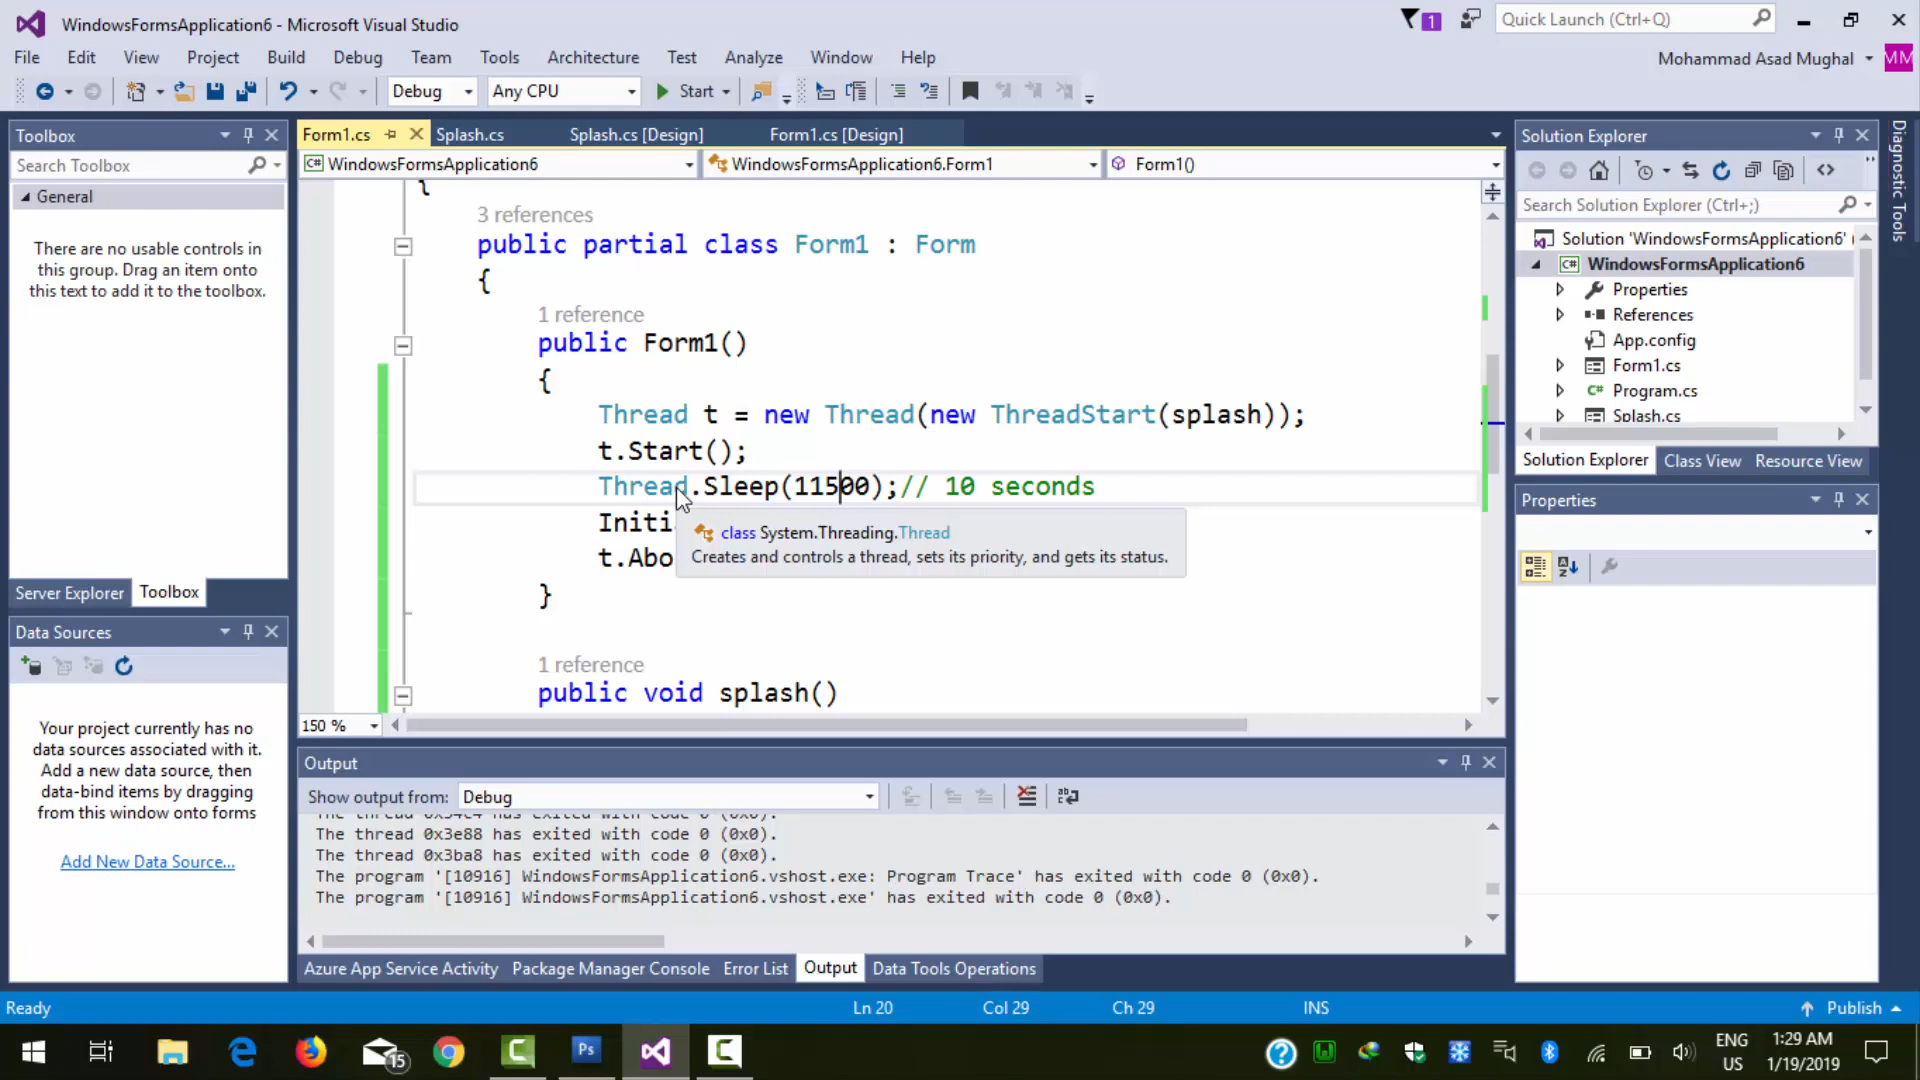 WindowsFormsApplication6 - Microsoft Visual Studio
1
Quick Launch (Ctrl+Q)
File Edit View Project Build Debug Team Tools Architecture Test Analyze Window Help
Mohammad Asad Mughal MM
Debug Any CPU Start
Toolbox
Search Toolbox
General
There are no usable controls in
this group. Drag an item onto
this text to add it to the toolbox.
Server Explorer Toolbox
Data Sources
Your project currently has no
data sources associated with it.
Add a new data source, then
data-bind items by dragging
from this window onto forms
Add New Data Source...
Form1.cs Splash.cs Splash.cs [Design] Form1.cs [Design]
C# WindowsFormsApplication6 WindowsFormsApplication6.Form1 Form1()
{
3 references
public partial class Form1 : Form
{
1 reference
public Form1()
{
Thread t = new Thread(new ThreadStart(splash));
t.Start();
Thread.Sleep(11500);// 10 seconds
Initi
class System.Threading.Thread
Creates and controls a thread, sets its priority, and gets its status.
t.Abo
}
1 reference
public void splash()
150 %
Output
Show output from: Debug
The thread 0x3e88 has exited with code 0 (0x0).
The thread 0x3ba8 has exited with code 0 (0x0).
The program '[10916] WindowsFormsApplication6.vshost.exe: Program Trace' has exited with code 0 (0x0).
The program '[10916] WindowsFormsApplication6.vshost.exe' has exited with code 0 (0x0).
Azure App Service Activity Package Manager Console Error List Output Data Tools Operations
Solution Explorer
Search Solution Explorer (Ctrl+;)
Solution 'WindowsFormsApplication6' (
C# WindowsFormsApplication6
Properties
References
App.config
Form1.cs
C# Program.cs
Splash.cs
Solution Explorer Class View Resource View
Properties
Diagnostic Tools
Ready Ln 20 Col 29 Ch 29 INS Publish
15
Ps
ENG
US
1:29 AM
1/19/2019